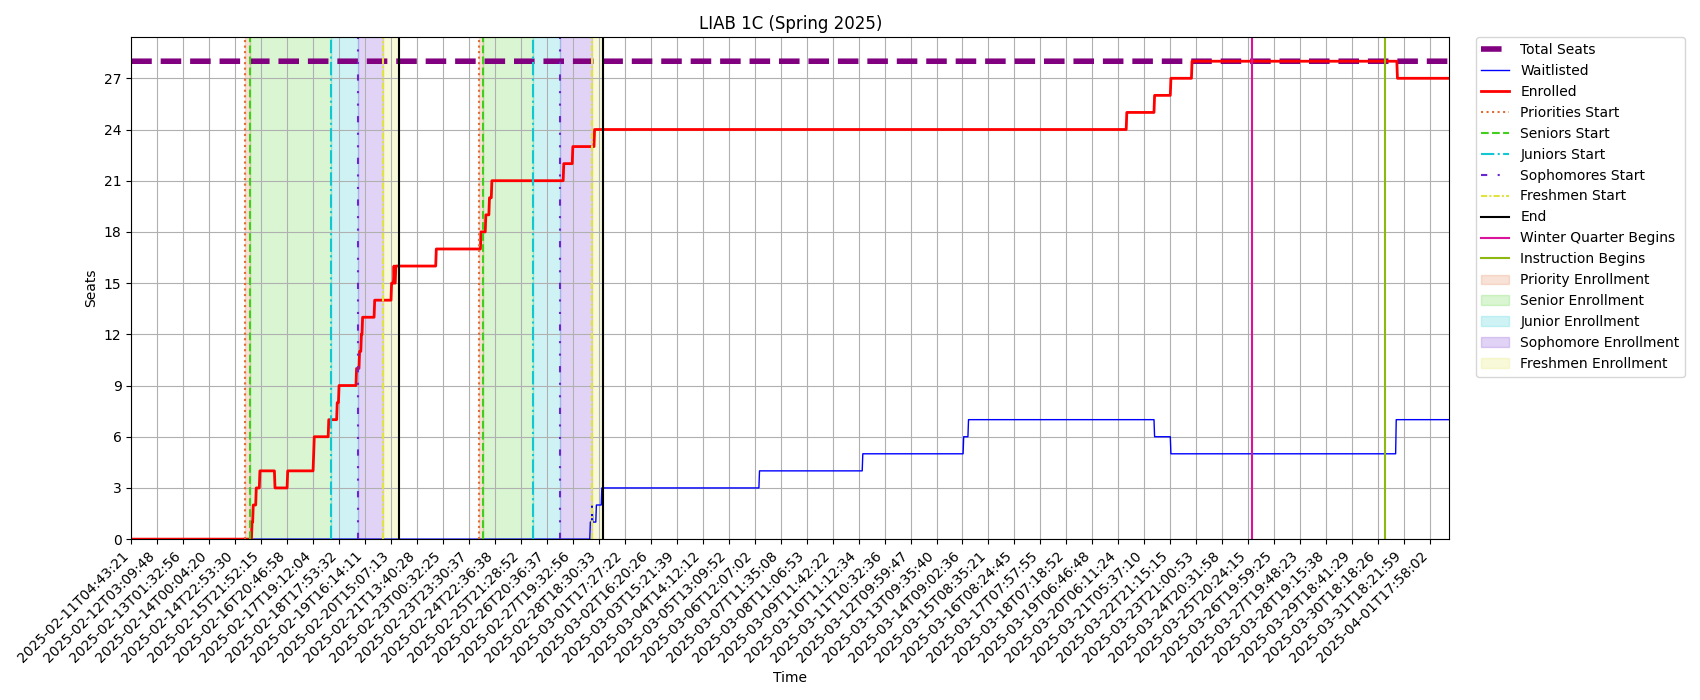 LIAB 1C (Spring 2025)
Total Seats
Waitlisted
Enrolled
Priorities Start
Seniors Start
Juniors Start
Sophomores Start
Freshmen Start
End
Winter Quarter Begins
Instruction Begins
Priority Enrollment
Senior Enrollment
Junior Enrollment
Sophomore Enrollment
Freshmen Enrollment
Seats
27
24
21
18
15
12
9
6
3
0
2025-02-11T04:43:21
2025-02-12T03:09:48
2025-02-13T01:32:56
2025-02-14T00:04:20
2025-02-14T22:53:30
2025-02-15T21:52:15
2025-02-16T20:46:58
2025-02-17T19:12:04
2025-02-18T17:53:32
2025-02-19T16:14:11
2025-02-20T15:07:13
2025-02-21T13:40:28
2025-02-23T00:32:25
2025-02-23T23:30:37
2025-02-24T22:36:38
2025-02-25T21:28:52
2025-02-26T20:36:37
2025-02-27T19:32:56
2025-02-28T18:30:33
2025-03-01T17:27:22
2025-03-02T16:20:26
2025-03-03T15:21:39
2025-03-04T14:12:12
2025-03-05T13:09:52
2025-03-06T12:07:02
2025-03-07T11:35:08
2025-03-08T11:06:53
2025-03-09T11:42:22
2025-03-10T11:12:34
2025-03-11T10:32:36
2025-03-12T09:59:47
2025-03-13T09:35:40
2025-03-14T09:02:36
2025-03-15T08:35:21
2025-03-16T08:24:45
2025-03-17T07:57:55
2025-03-18T07:18:52
2025-03-19T06:46:48
2025-03-20T06:11:24
2025-03-21T05:37:10
2025-03-22T21:15:15
2025-03-23T21:00:53
2025-03-24T20:31:58
2025-03-25T20:24:15
2025-03-26T19:59:25
2025-03-27T19:48:23
2025-03-28T19:15:38
2025-03-29T18:41:29
2025-03-30T18:18:26
2025-03-31T18:21:59
2025-04-01T17:58:02
Time